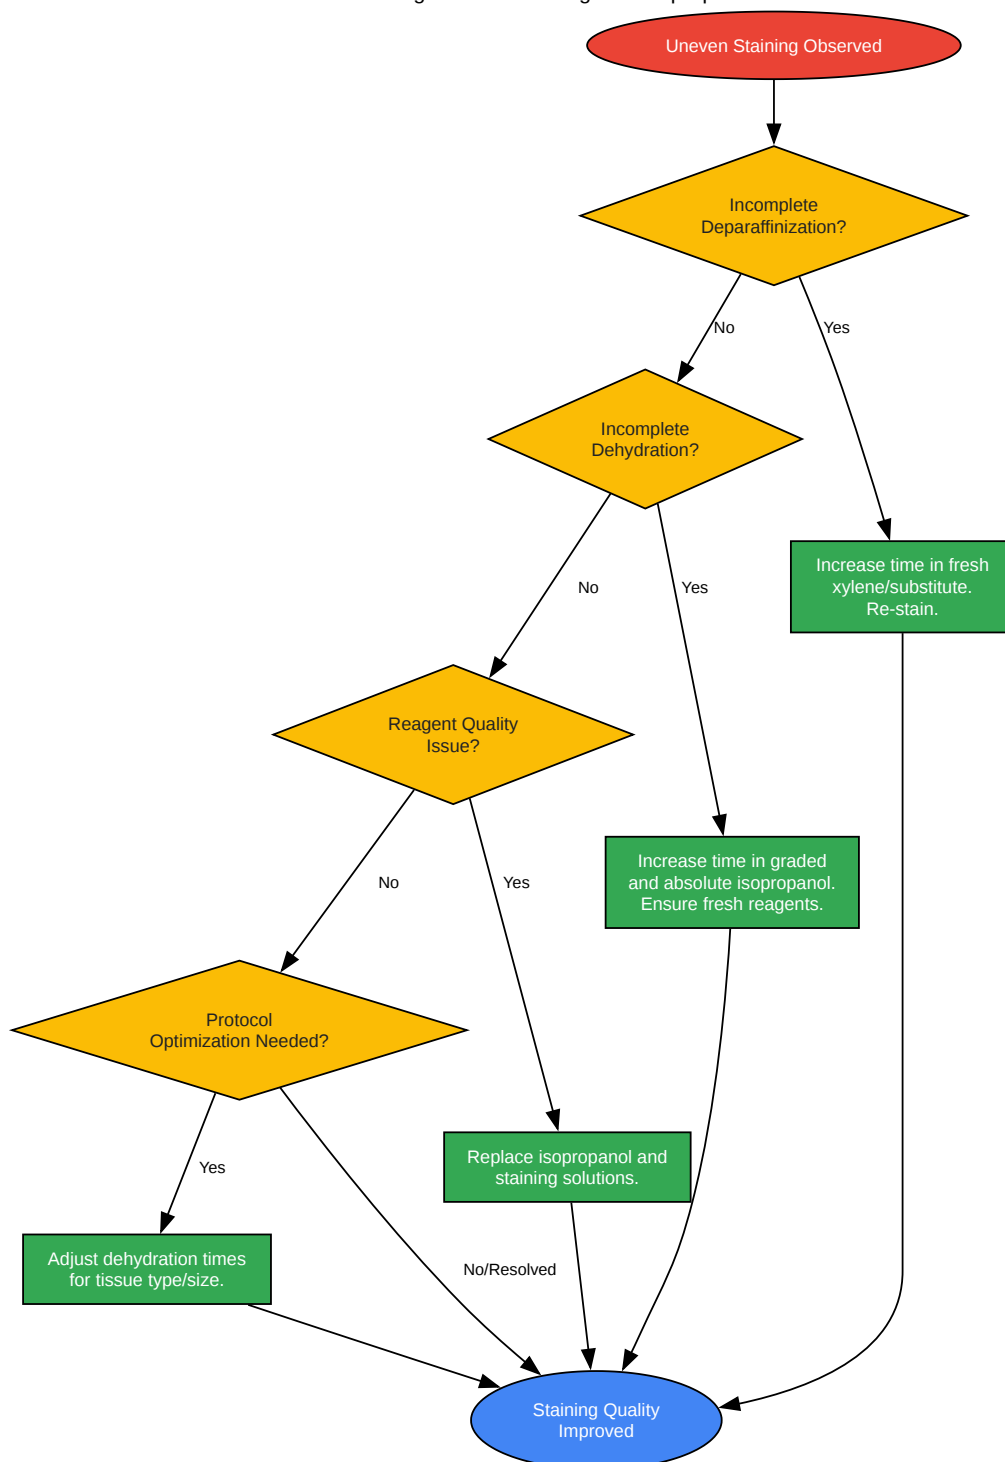 Uneven Staining Observed
Incomplete
Deparaffinization?
No
Yes
Incomplete
Dehydration?
Increase time in fresh
xylene/substitute.
Re-stain.
No
Yes
Reagent Quality
Issue?
Increase time in graded
and absolute isopropanol.
Ensure fresh reagents.
No
Yes
Protocol
Optimization Needed?
Replace isopropanol and
staining solutions.
Yes
Adjust dehydration times
for tissue type/size.
No/Resolved
Staining Quality
Improved